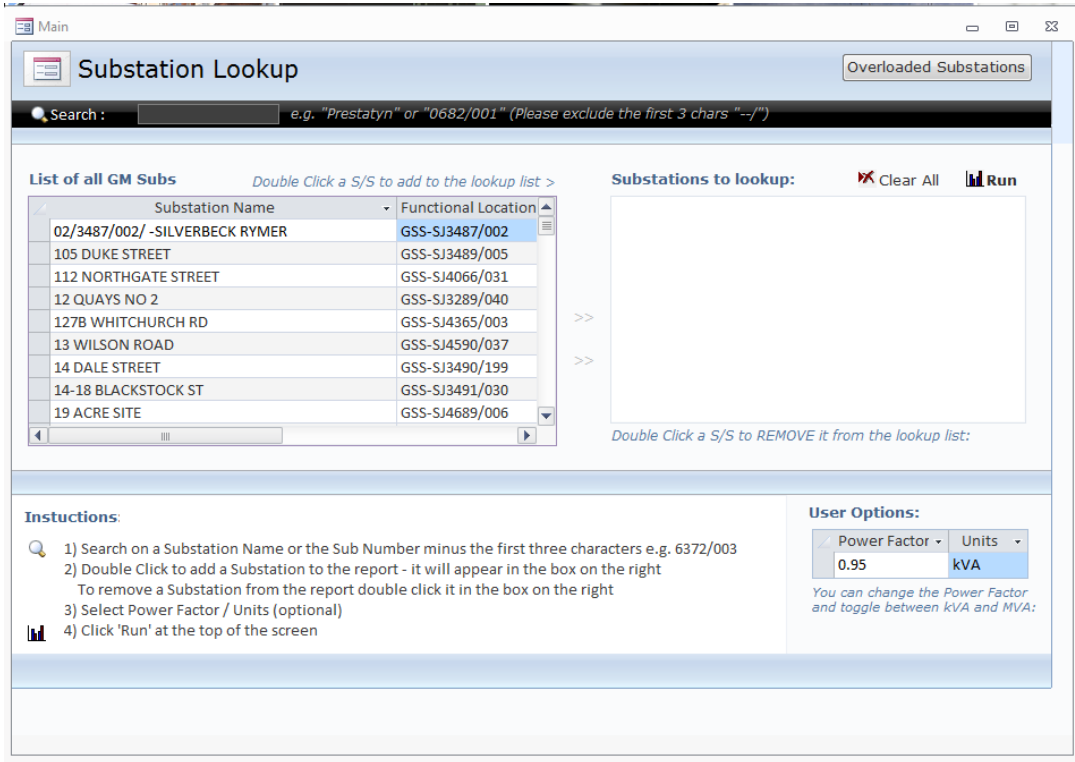 Main
Substation Lookup
Overloaded Substations
Search :
e.g. "Prestatyn" or "0682/001" (Please exclude the first 3 chars "--/")
List of all GM Subs
Double Click a S/S to add to the lookup list >
Substation Name Functional Location
02/3487/002/ -SILVERBECK RYMER GSS-SJ3487/002
105 DUKE STREET GSS-SJ3489/005
112 NORTHGATE STREET GSS-SJ4066/031
12 QUAYS NO 2 GSS-SJ3289/040
127B WHITCHURCH RD GSS-SJ4365/003
13 WILSON ROAD GSS-SJ4590/037
14 DALE STREET GSS-SJ3490/199
14-18 BLACKSTOCK ST GSS-SJ3491/030
19 ACRE SITE GSS-SJ4689/006
>>
>>
Substations to lookup:
Clear All
Run
Double Click a S/S to REMOVE it from the lookup list:
Instuctions:
1) Search on a Substation Name or the Sub Number minus the first three characters e.g. 6372/003
2) Double Click to add a Substation to the report - it will appear in the box on the right
To remove a Substation from the report double click it in the box on the right
3) Select Power Factor / Units (optional)
4) Click 'Run' at the top of the screen
User Options:
Power Factor Units
0.95 kVA
You can change the Power Factor
and toggle between kVA and MVA: